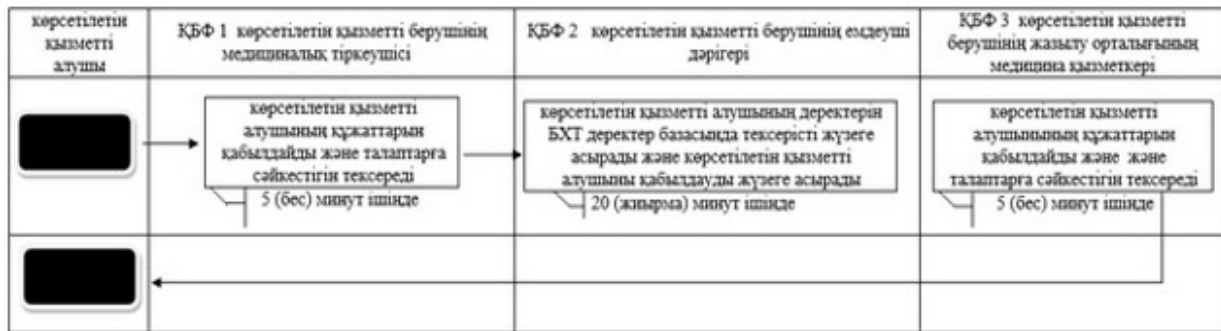 көрсетілетін
қызметті
алушы
ҚБФ 1 көрсетілетін қызметті берушінің
медициналық тіркеушісі
ҚБФ 2 көрсетілетін қызметті берушінің емдеуші
дәрігері
ҚБФ 3 көрсетілетін қызметті
берушінің жазылу орталығының
медицина қызметкері
көрсетілетін қызметті
алушының құжаттарын
қабылдайды және талаптарға
сәйкестігін тексереді
5 (бес) минут ішінде
көрсетілетін қызметті алушының деректерін
БХТ деректер базасында тексерісті жүзеге
асырады және көрсетілетін қызметті
алушыны қабылдауды жүзеге асырады
20 (жиырма) минут ішінде
көрсетілетін қызметті
алушынының құжаттарын
қабылдайды және және
талаптарға сәйкестігін тексереді
5 (бес) минут ішінде